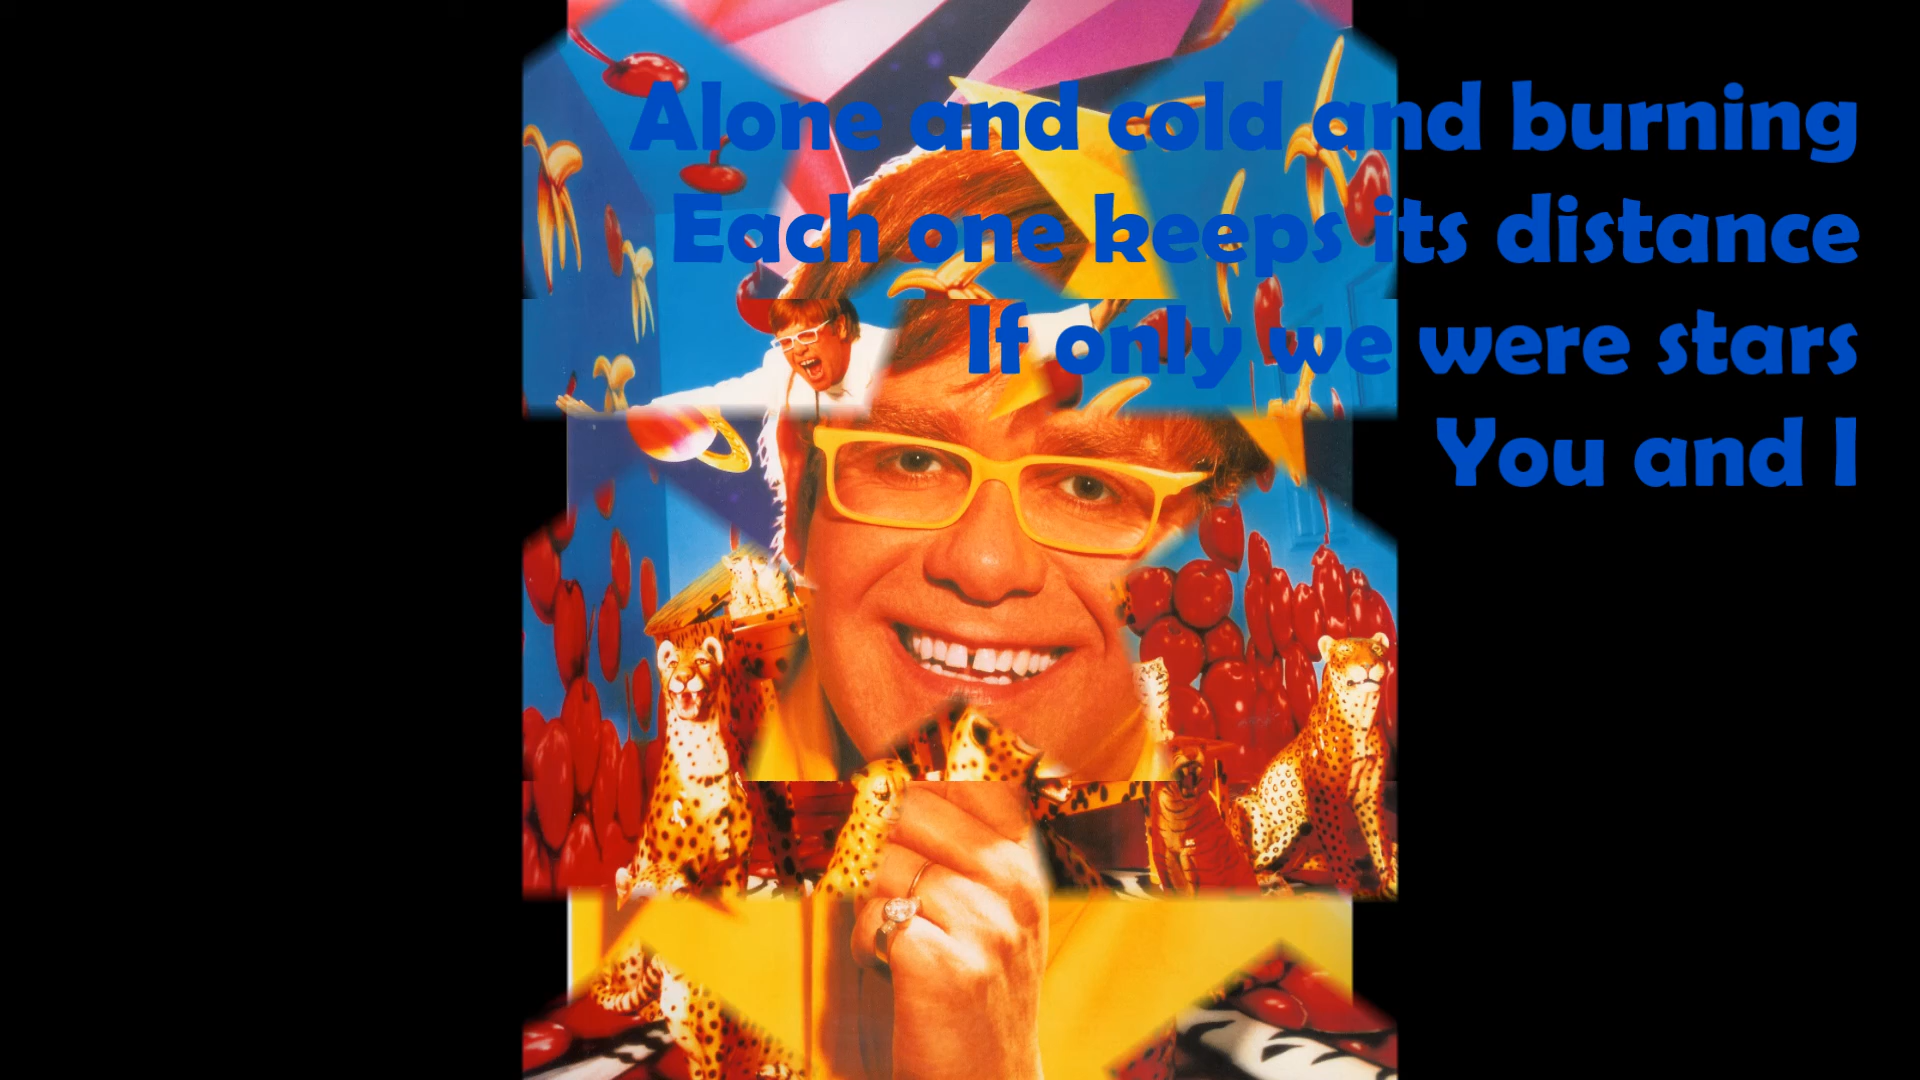 Alone and cold and burning
Each one keeps its distance
If only we were stars
You and I